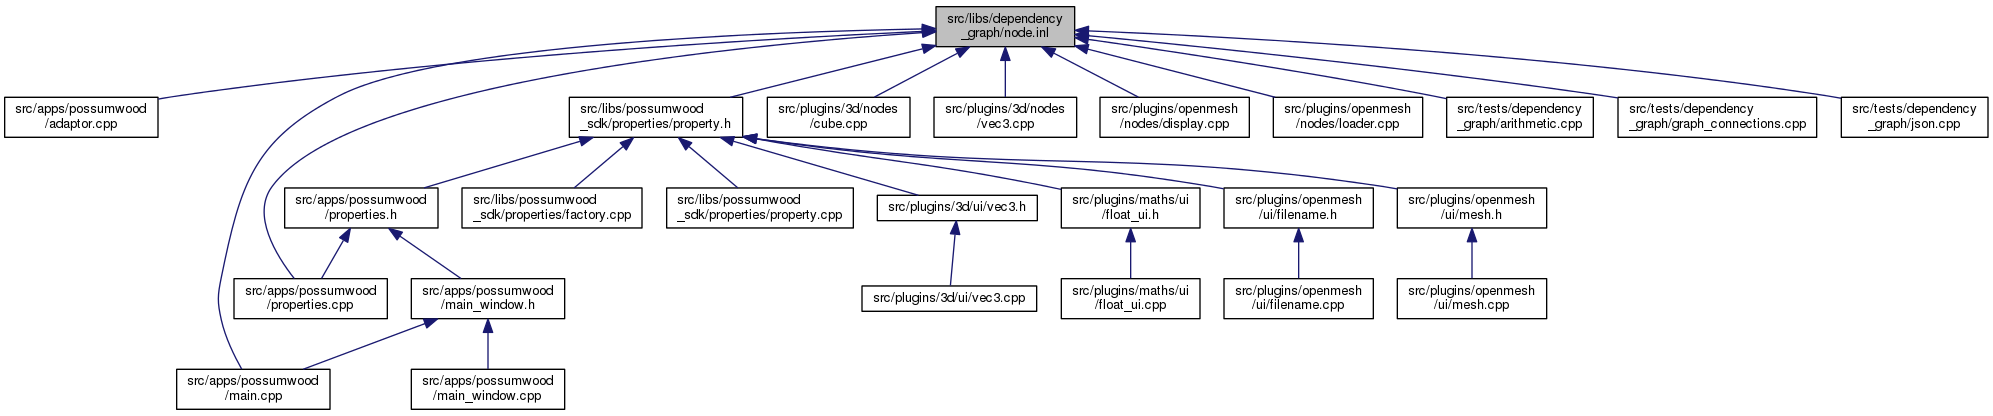 src/libs/dependency
_graph/node.inl
src/apps/possumwood
/adaptor.cpp
src/libs/possumwood
_sdk/properties/property.h
src/plugins/3d/nodes
/cube.cpp
src/plugins/3d/nodes
/vec3.cpp
src/plugins/openmesh
/nodes/display.cpp
src/plugins/openmesh
/nodes/loader.cpp
src/tests/dependency
_graph/arithmetic.cpp
src/tests/dependency
_graph/graph_connections.cpp
src/tests/dependency
_graph/json.cpp
src/apps/possumwood
/properties.h
src/libs/possumwood
_sdk/properties/factory.cpp
src/libs/possumwood
_sdk/properties/property.cpp
src/plugins/3d/ui/vec3.h
src/plugins/maths/ui
/float_ui.h
src/plugins/openmesh
/ui/filename.h
src/plugins/openmesh
/ui/mesh.h
src/apps/possumwood
/properties.cpp
src/apps/possumwood
/main_window.h
src/plugins/3d/ui/vec3.cpp
src/plugins/maths/ui
/float_ui.cpp
src/plugins/openmesh
/ui/filename.cpp
src/plugins/openmesh
/ui/mesh.cpp
src/apps/possumwood
/main.cpp
src/apps/possumwood
/main_window.cpp